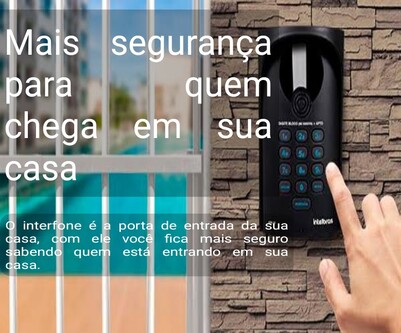 Mais segurança
para quem
chega em sua
casa
O interfone é a porta de entrada da sua
casa, com ele você fica mais seguro
sabendo quem está entrando em sua
casa.
intelbras